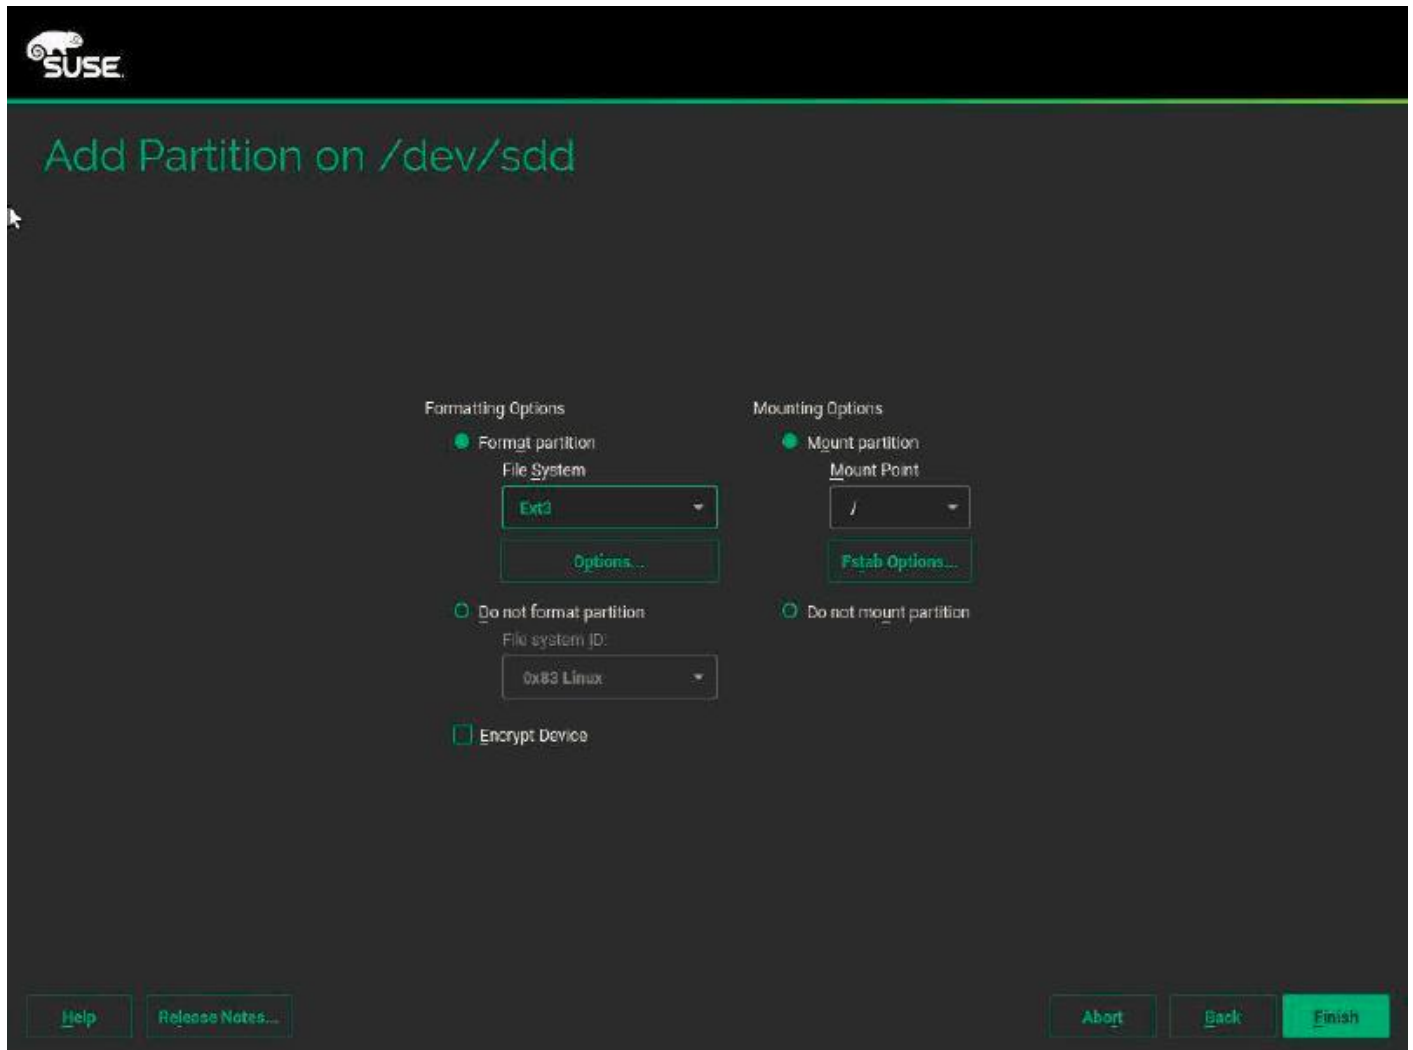 SUSE.
Add Partition on /dev/sdd
Formatting Options
Format partition
File System
Ext3
Options...
Do not format partition
File system ID:
0x83 Linux
Encrypt Device
Mounting Options
Mount partition
Mount Point
/
Fstab Options...
Do not mount partition
Help
Release Notes...
Abort
Back
Finish